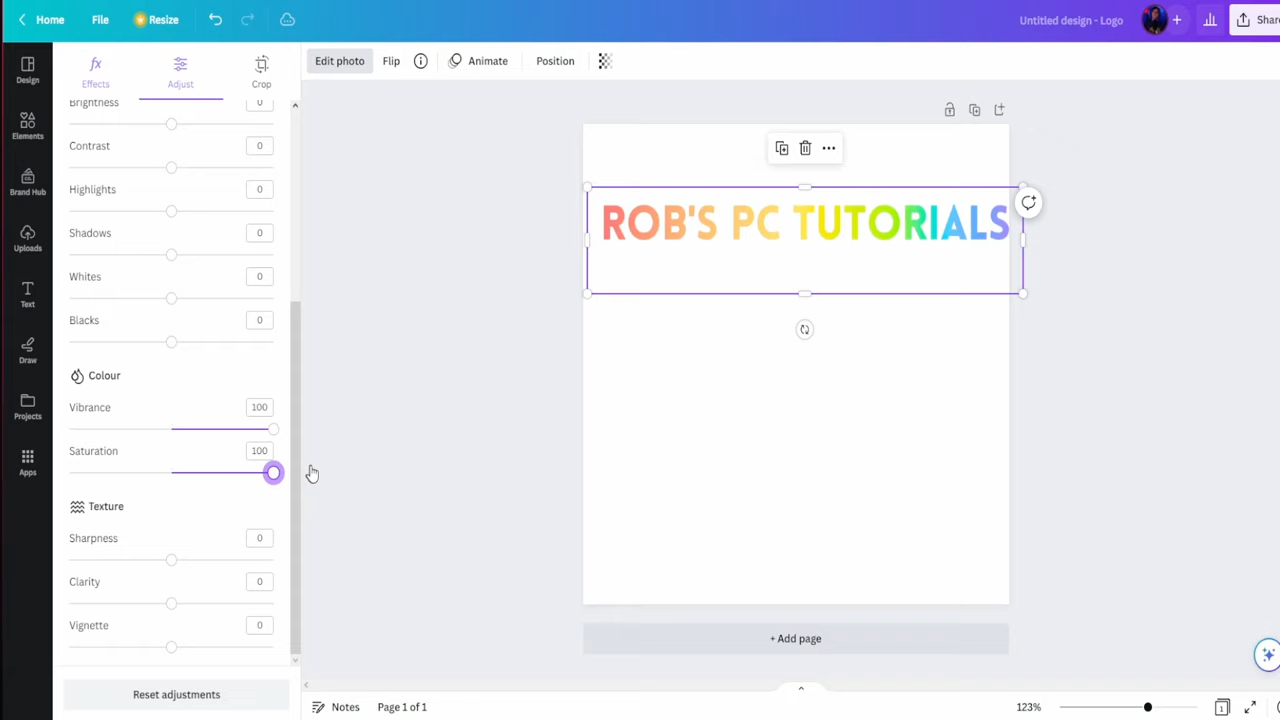 Home File Resize Untitled design - Logo Share
Design
Elements
Brand Hub
Uploads
Text
Draw
Projects
Apps
Effects Adjust Crop
Brightness 0
Contrast 0
Highlights 0
Shadows 0
Whites 0
Blacks 0
Colour
Vibrance 100
Saturation 100
Texture
Sharpness 0
Clarity 0
Vignette 0
Reset adjustments
Edit photo Flip Animate Position
ROB'S PC TUTORIALS
+ Add page
Notes Page 1 of 1 123% 1